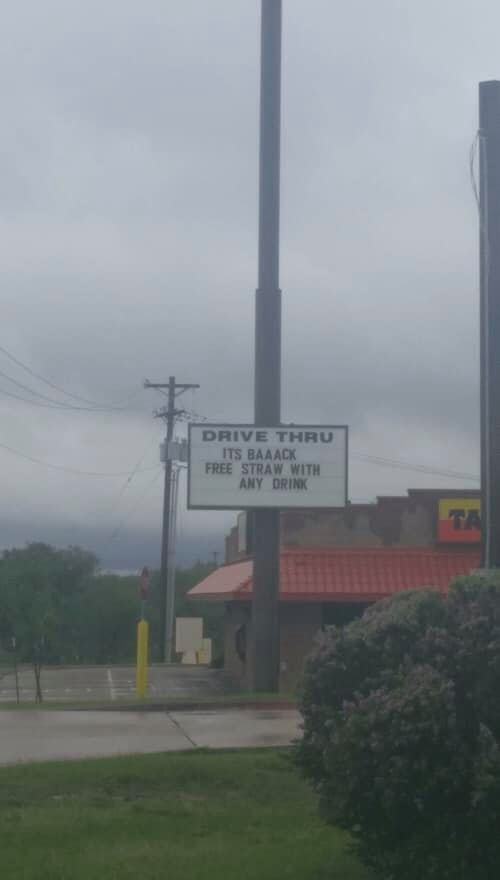 DRIVE THRU
ITS BAAACK
FREE STRAW WITH
ANY DRINK
TA